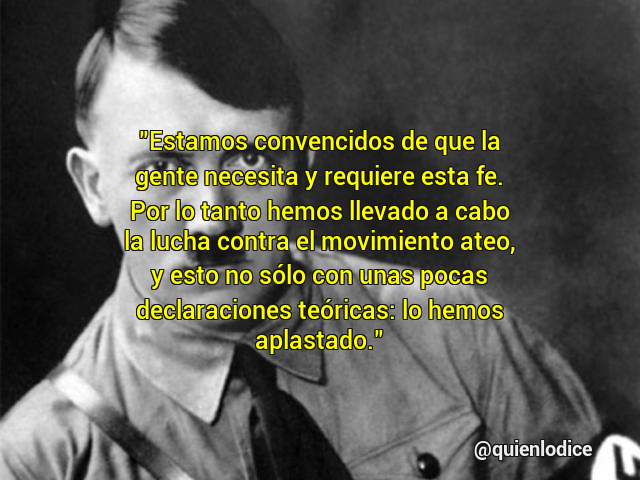 "Estamos convencidos de que la
gente necesita y requiere esta fe.
Por lo tanto hemos llevado a cabo
la lucha contra el movimiento ateo,
y esto no sólo con unas pocas
declaraciones teóricas: lo hemos
aplastado."
@quienlodice